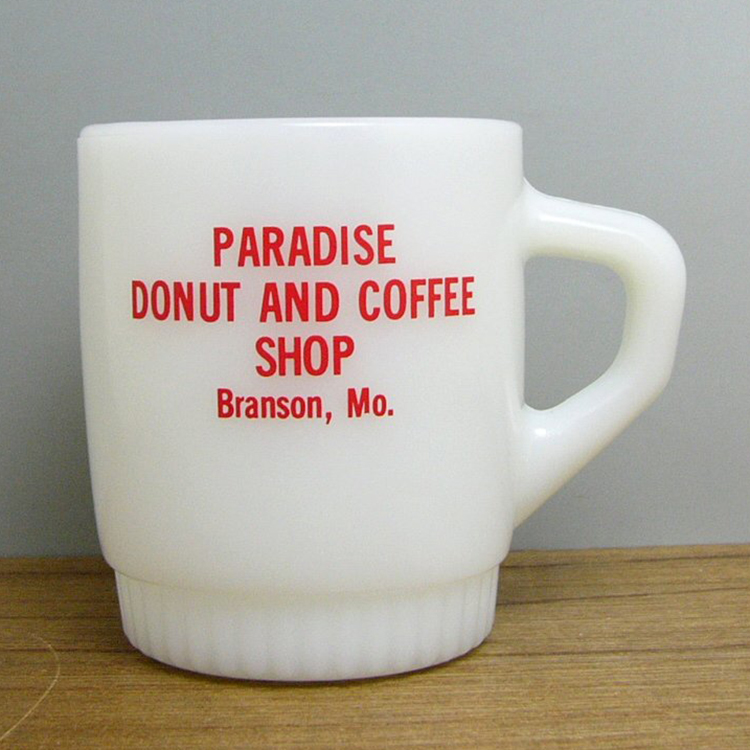 PARADISE
DONUT AND COFFEE
SHOP
Branson, Mo.